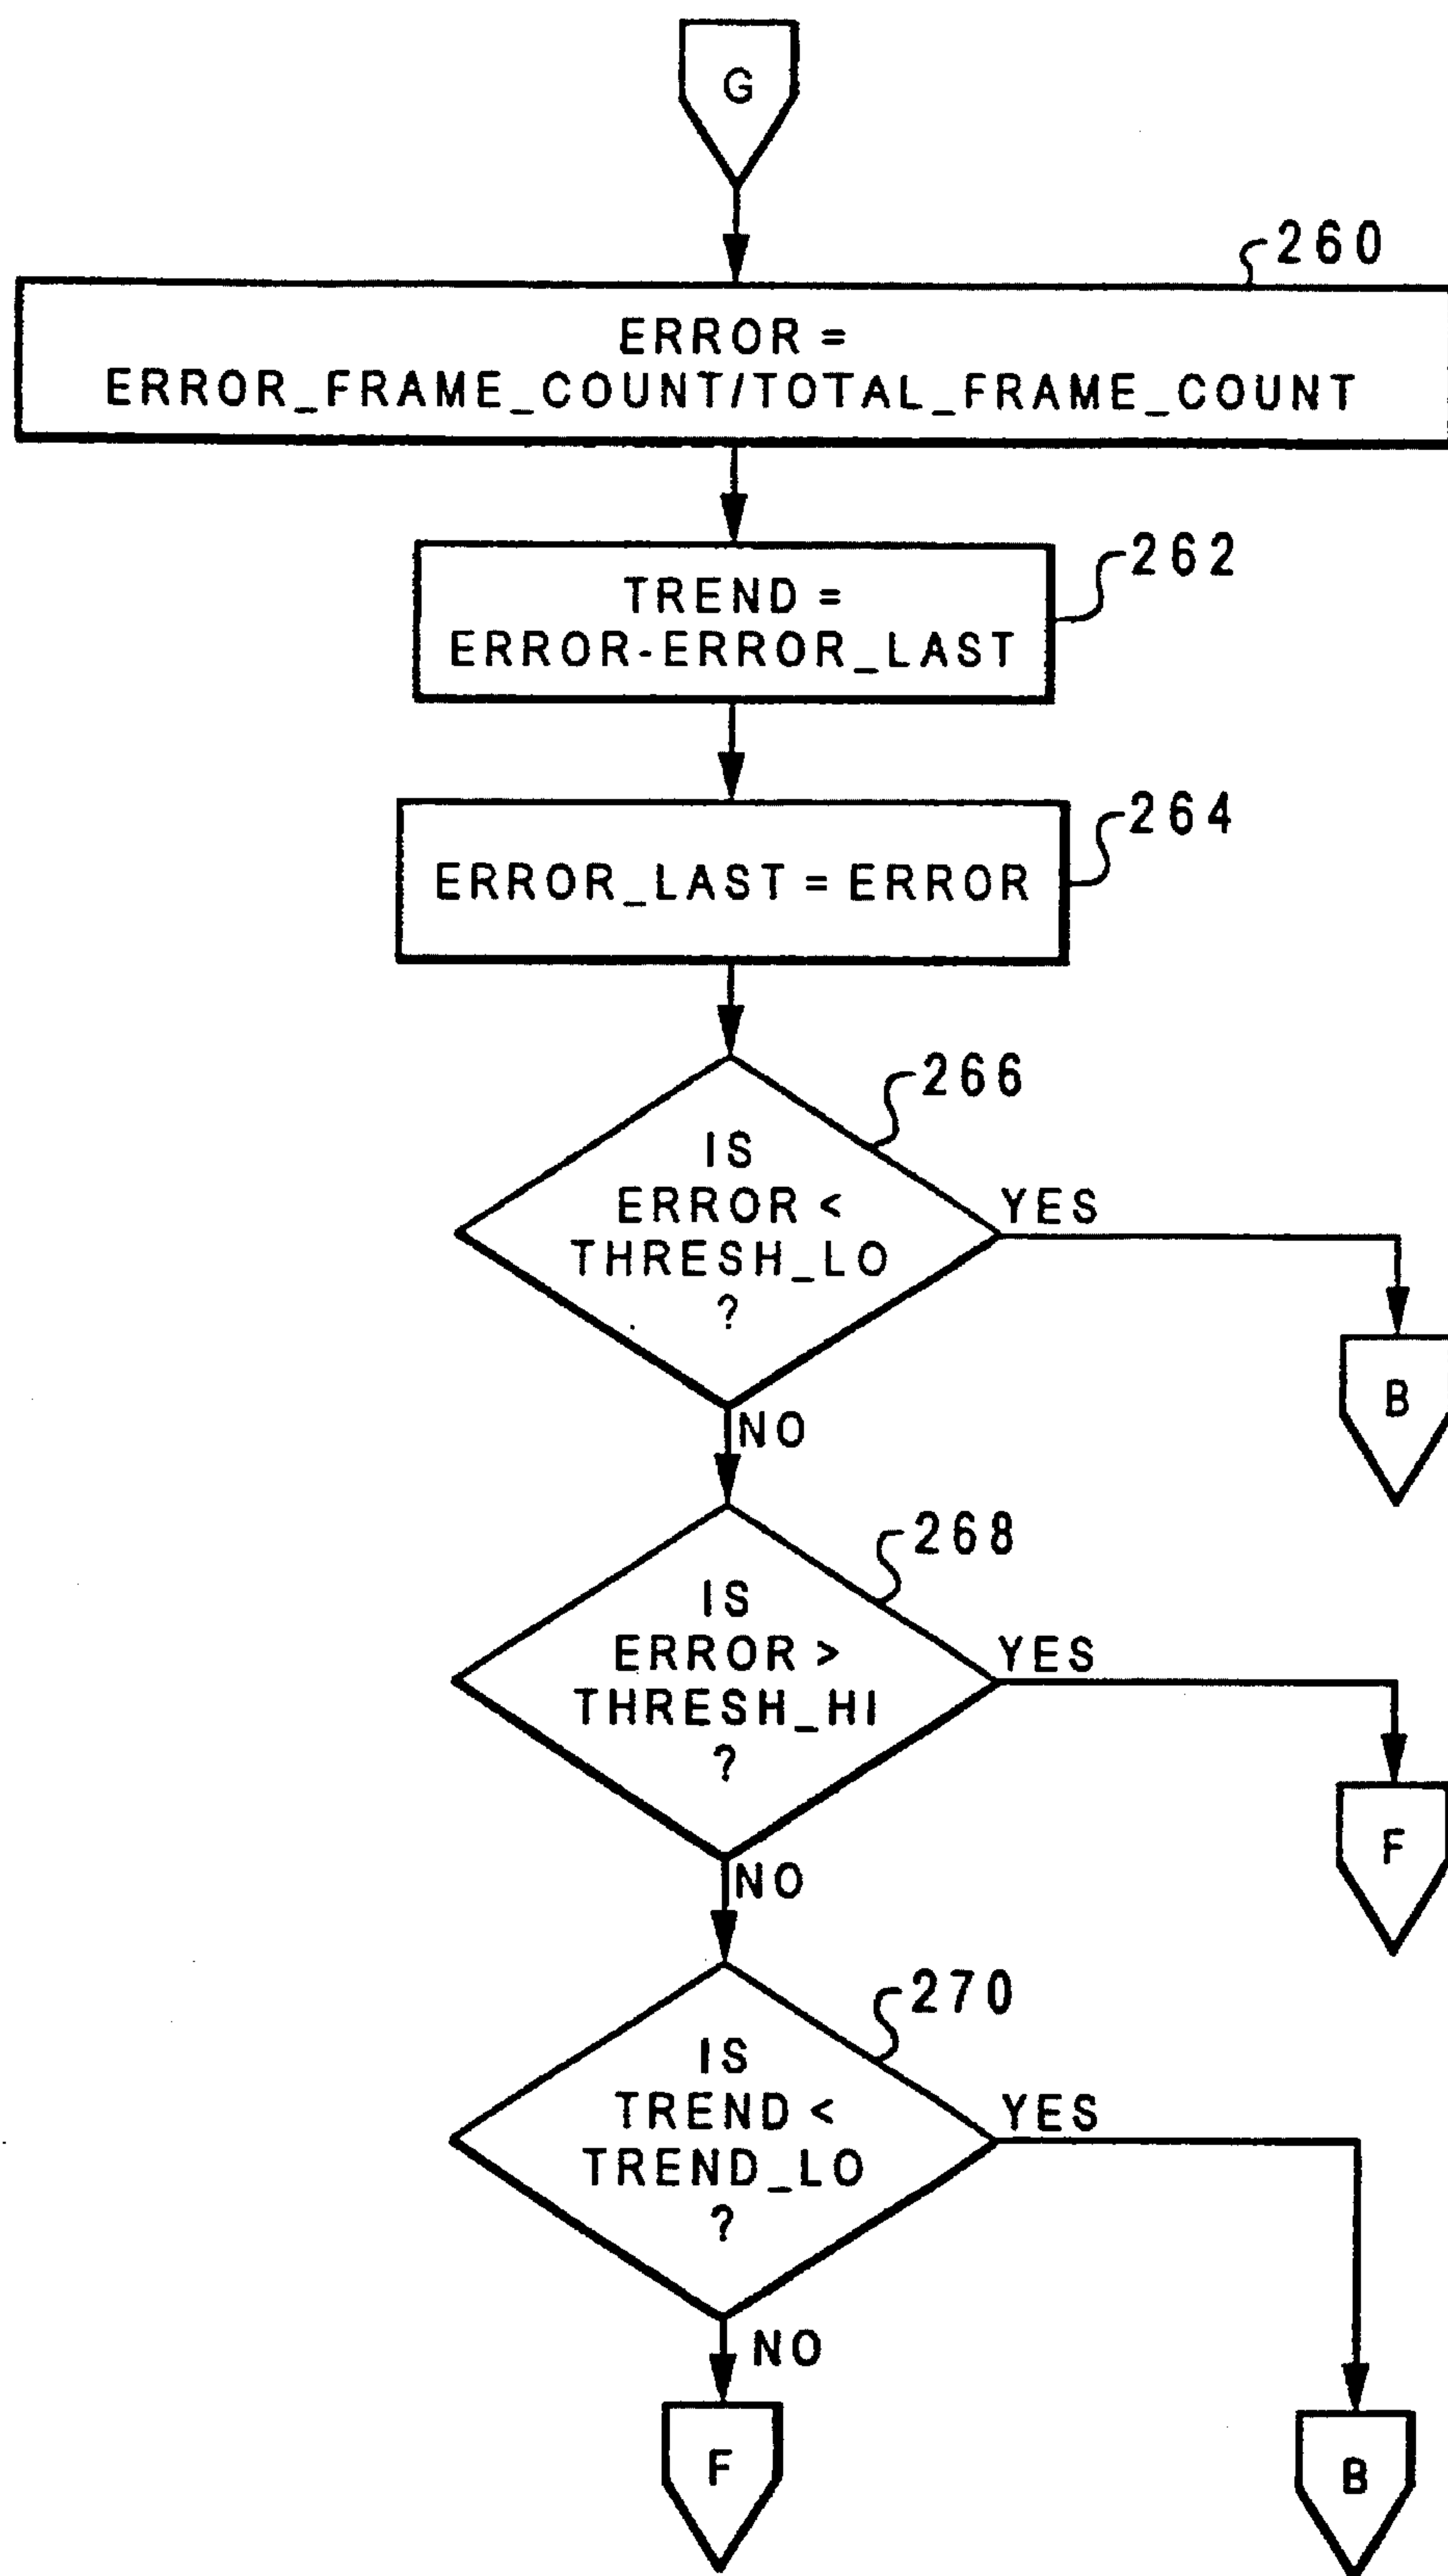 G
260
ERROR =
ERROR_FRAME_COUNT/TOTAL_FRAME_COUNT
262
TREND =
ERROR-ERROR_LAST
264
ERROR_LAST = ERROR
266
IS
ERROR <
THRESH_LO
?
YES
B
NO
268
IS
ERROR >
THRESH_HI
?
YES
F
NO
270
IS
TREND <
TREND_LO
?
YES
NO
F
B